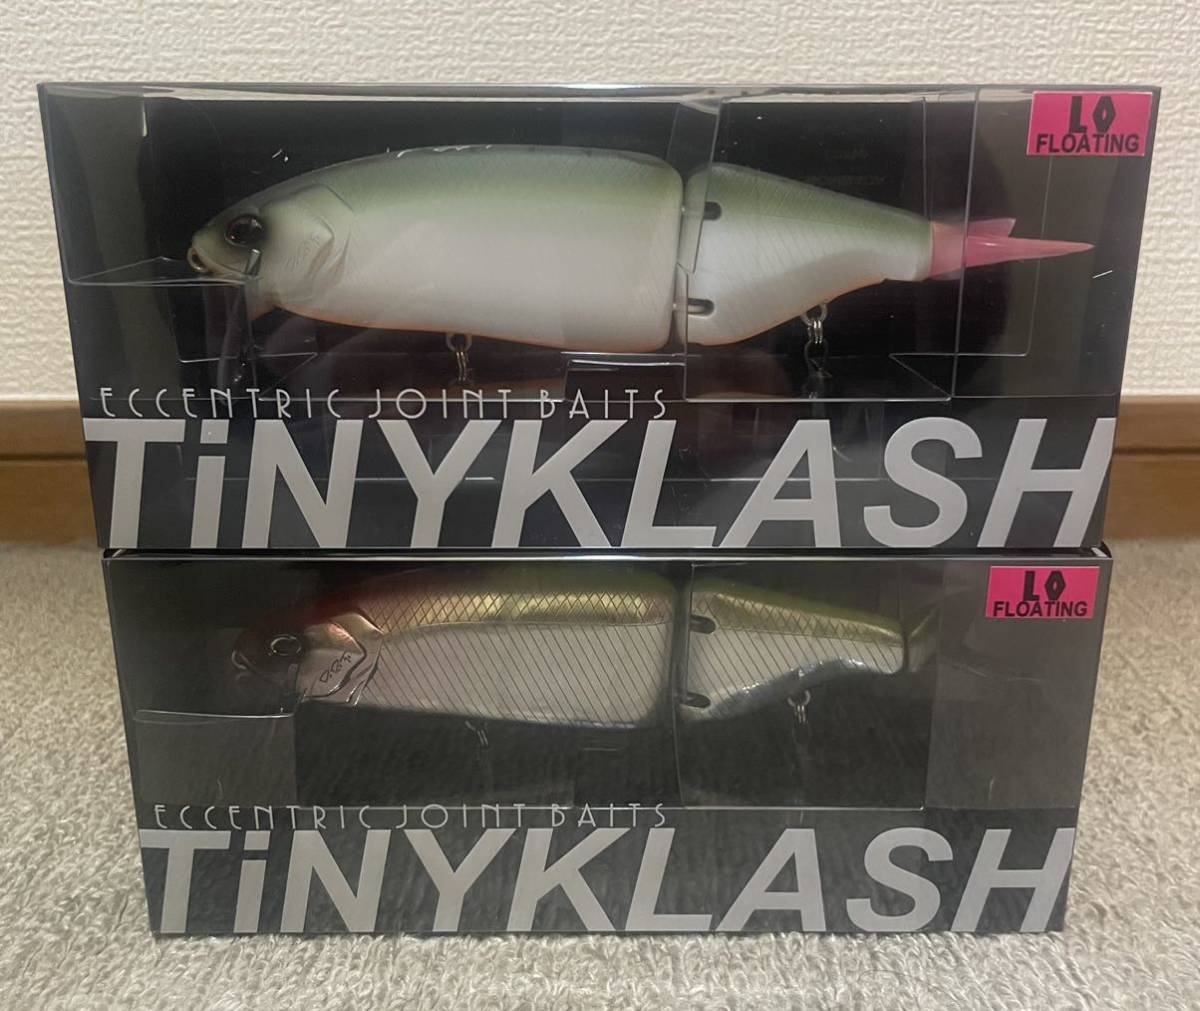 LO
FLOATING
ECCENTRIC JOINT BAITS
TiNYKLASH
LO
FLOATING
ECCENTRIC JOINT BAITS
TiNYKLASH